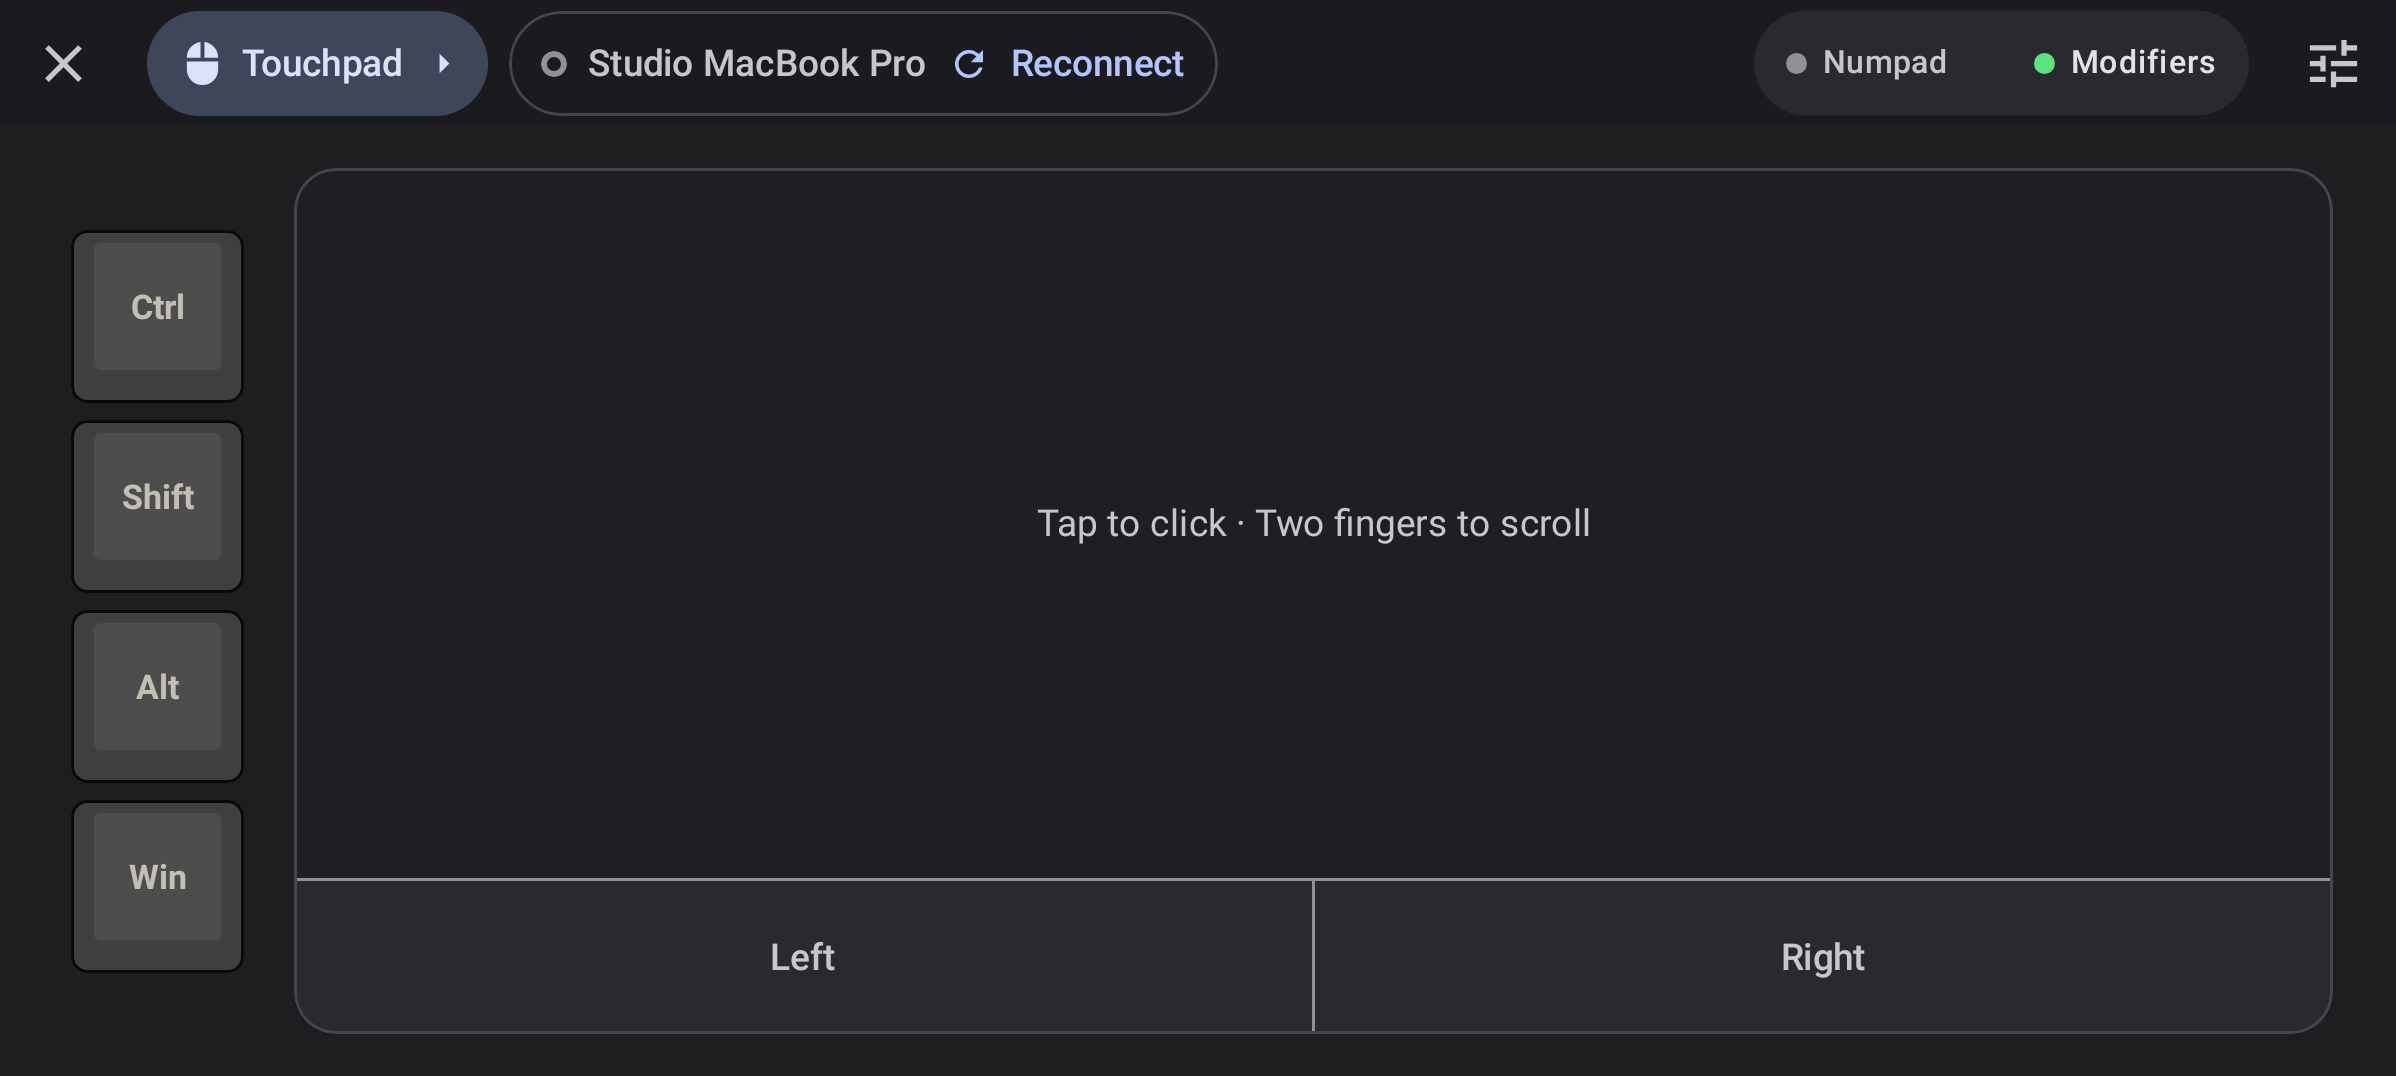 Touchpad
Studio MacBook Pro Reconnect
Numpad
Modifiers
Ctrl
Shift
Alt
Win
Tap to click · Two fingers to scroll
Left
Right